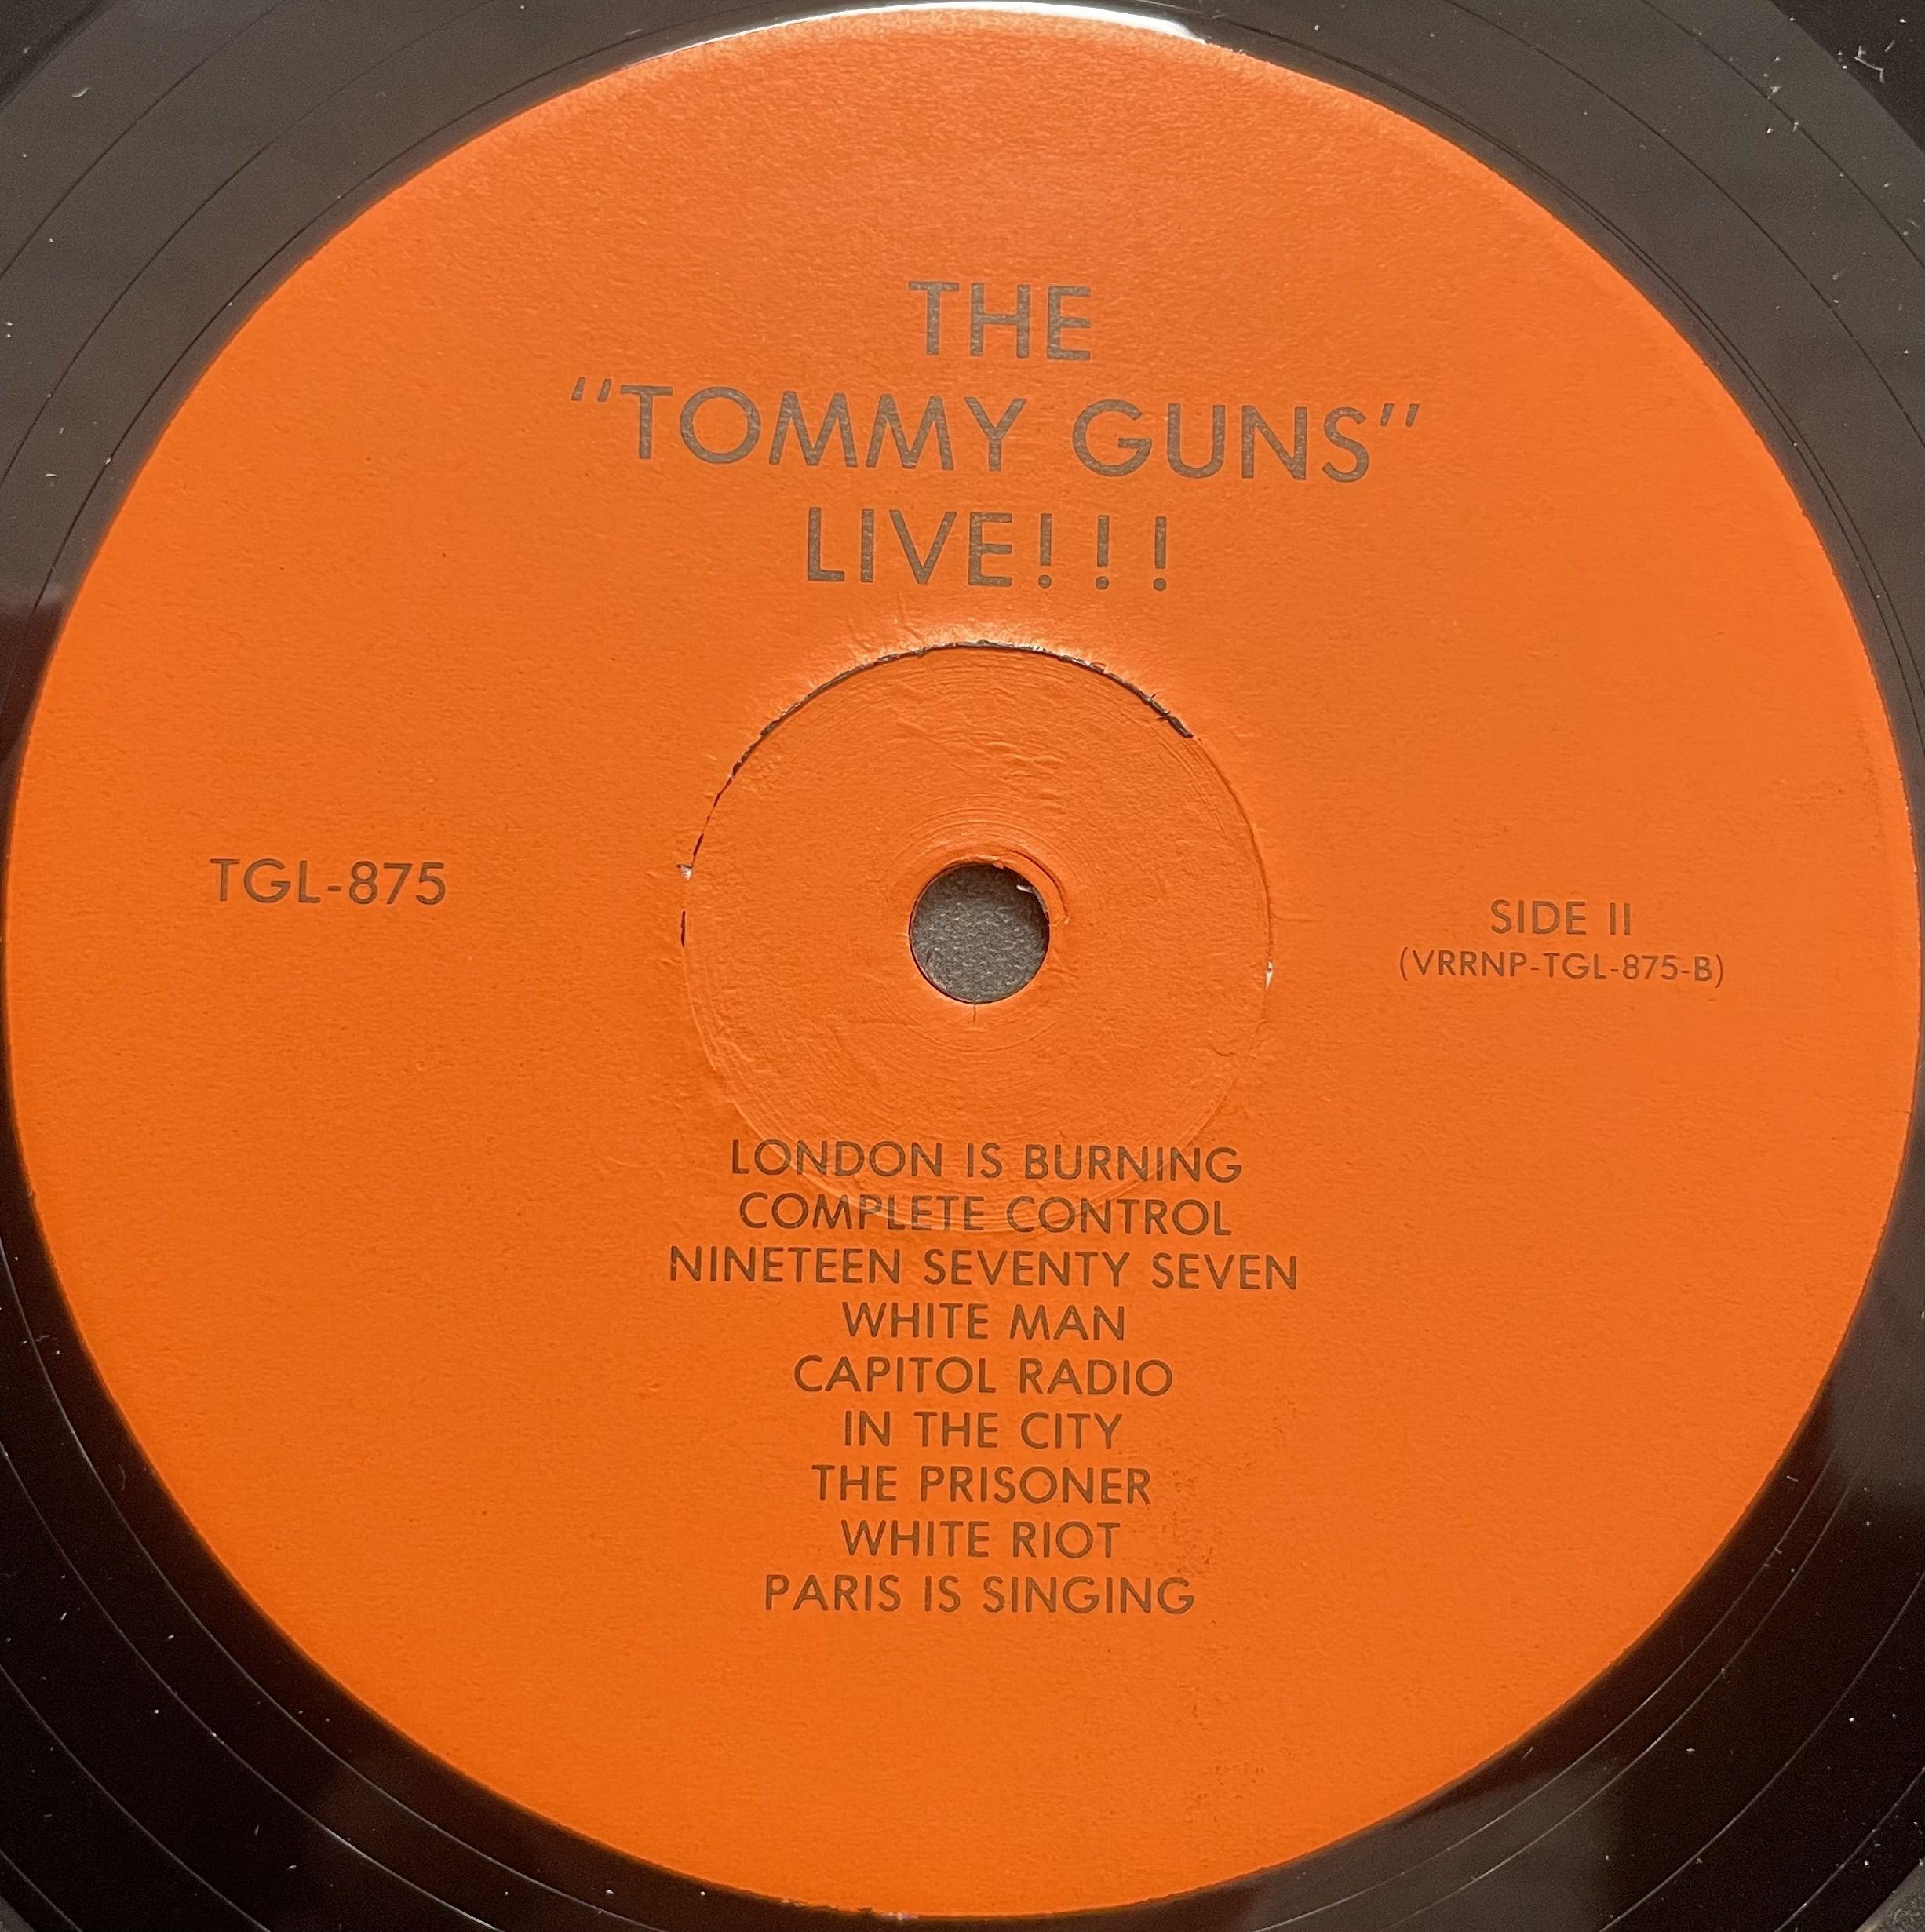 THE
"TOMMY GUNS"
LIVE!!!
TGL-875
SIDE II
(VRRNP-TGL-875-B)
LONDON IS BURNING
COMPLETE CONTROL
NINETEEN SEVENTY SEVEN
WHITE MAN
CAPITOL RADIO
IN THE CITY
THE PRISONER
WHITE RIOT
PARIS IS SINGING